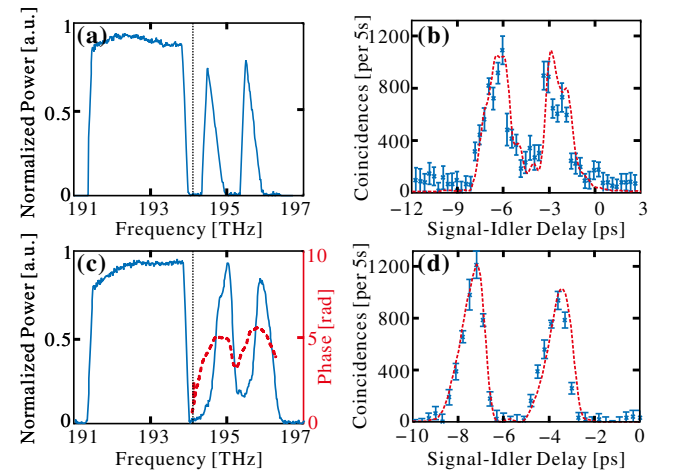 (a)
Normalized Power [a.u.]
1
0.5
0
191 193 195 197
Frequency [THz]
(b)
Coincidences [per 5s]
1200
800
400
0
−12 −9 −6 −3 0 3
Signal-Idler Delay [ps]
(c)
Normalized Power [a.u.]
1
0.5
0
191 193 195 197
Frequency [THz]
10
5
0
Phase [rad]
(d)
Coincidences [per 5s]
1200
800
400
0
−10 −8 −6 −4 −2 0
Signal-Idler Delay [ps]